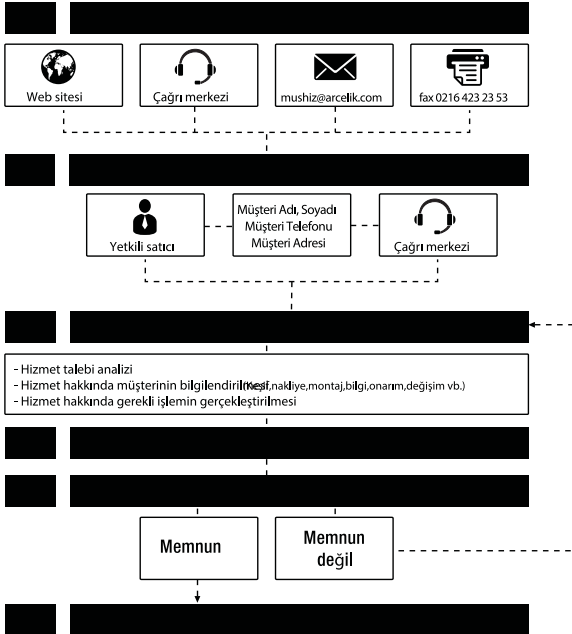 Web sitesi
Çağrı merkezi
mushiz@arcelik.com
fax 0216 423 23 53
Yetkili satıcı
Müşteri Adı, Soyadı
Müşteri Telefonu
Müşteri Adresi
Çağrı merkezi
- Hizmet talebi analizi
- Hizmet hakkında müşterinin bilgilendirilmesi(Keşif,nakliye,montaj,bilgi,onarım,değişim vb.)
- Hizmet hakkında gerekli işlemin gerçekleştirilmesi
Memnun
Memnun
değil